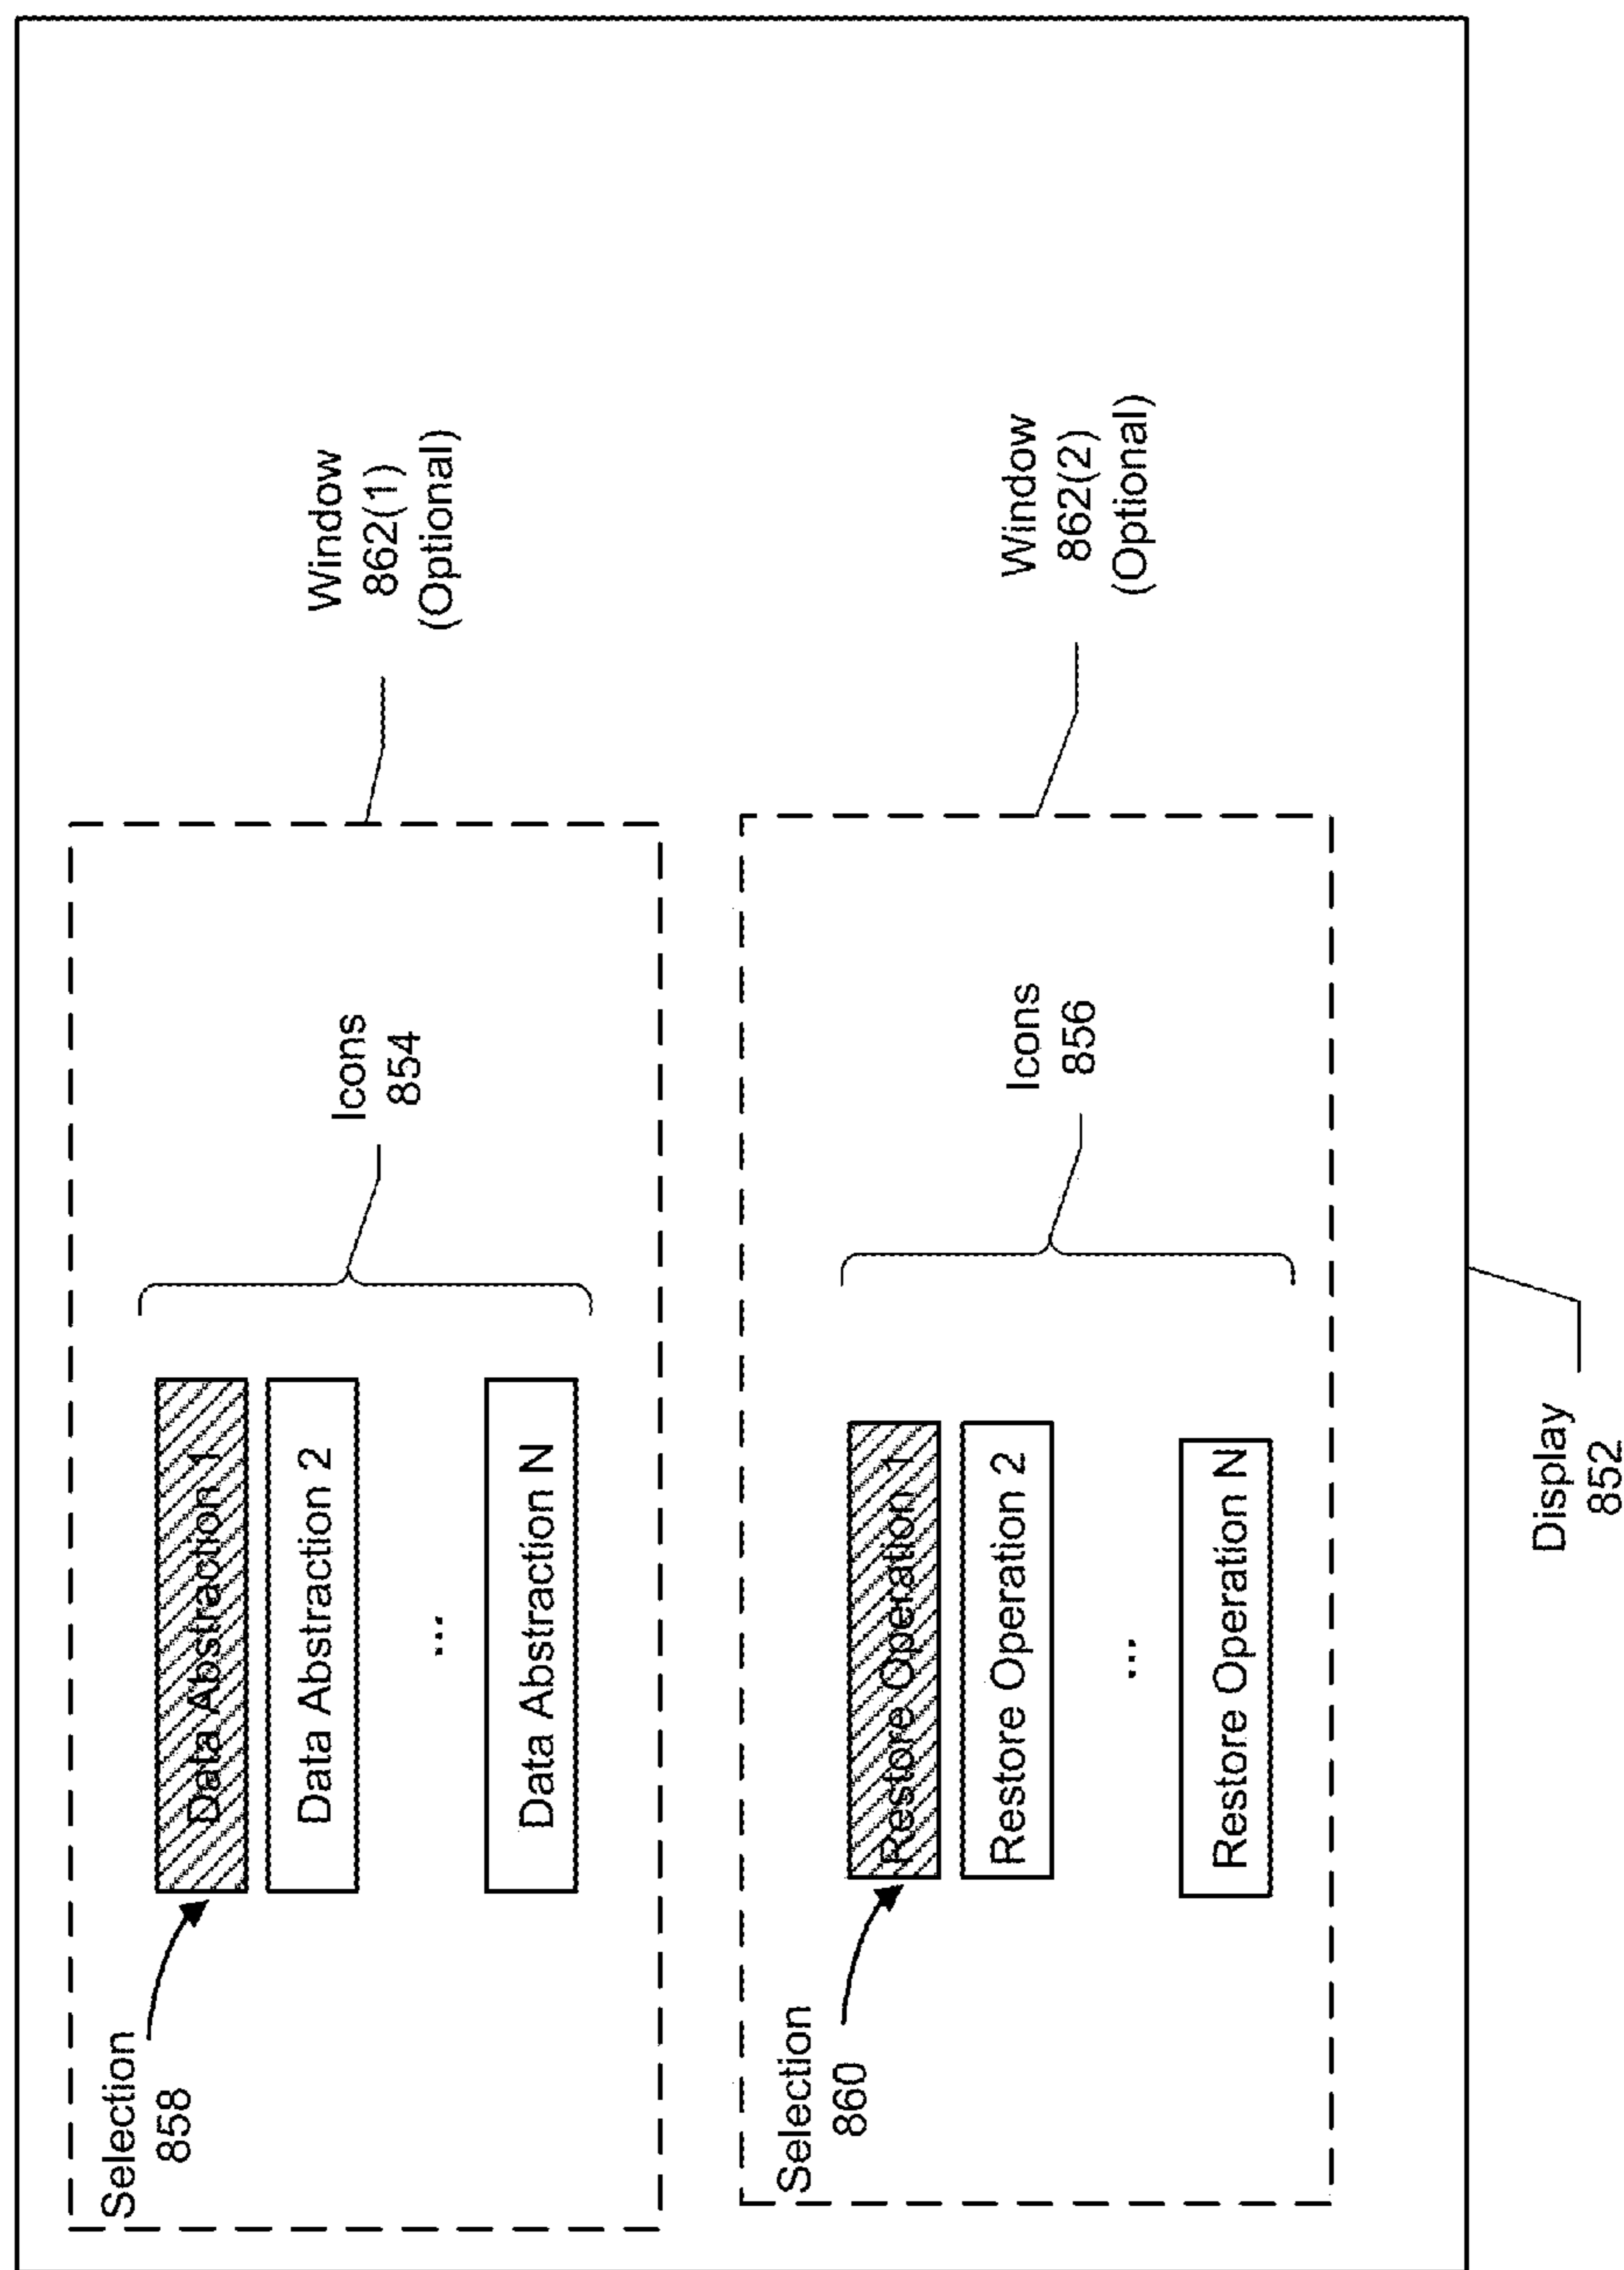 Selection
858
Data Abstraction 1
Data Abstraction 2
...
Data Abstraction N
Icons
854
Window
862(1)
(Optional)
Selection
860
Restore Operation 1
Restore Operation 2
...
Restore Operation N
Icons
856
Window
862(2)
(Optional)
Display
852